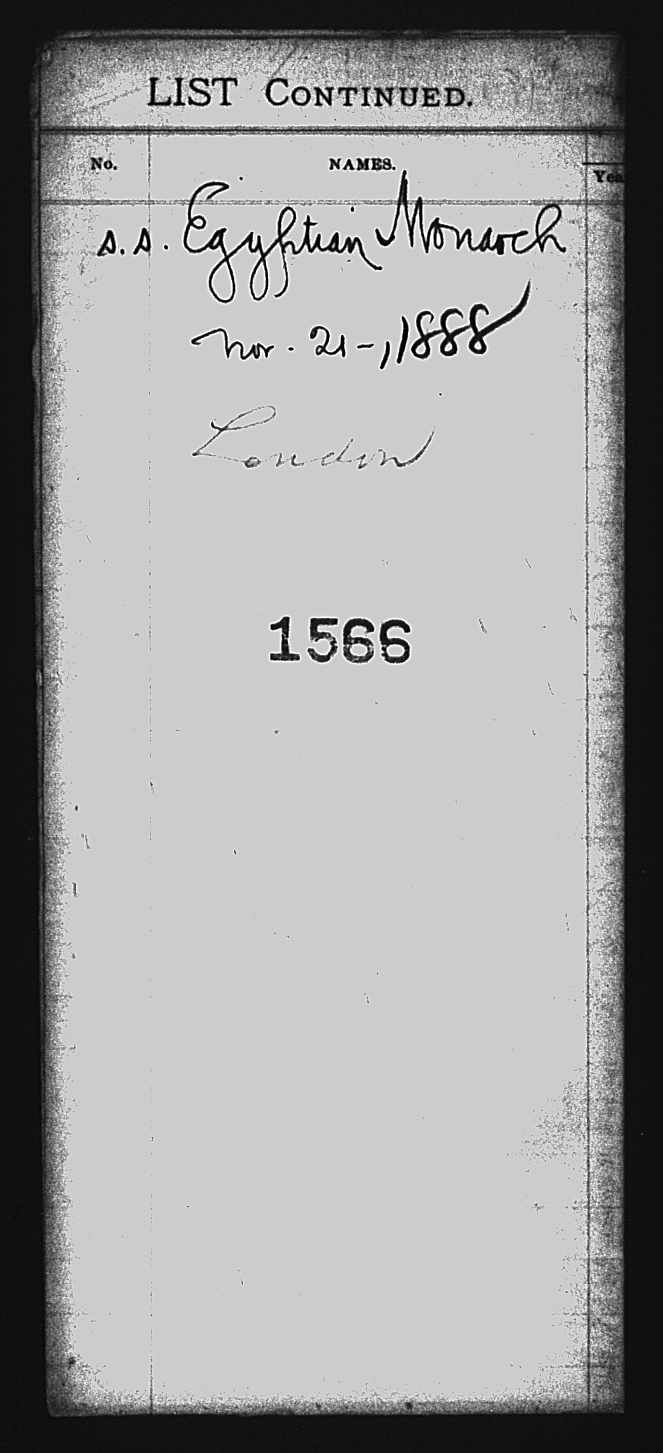 LIST CONTINUED.
No. NAMES.
s.s. Egyptian Monarch
Nov. 21-, 1888
London
1566